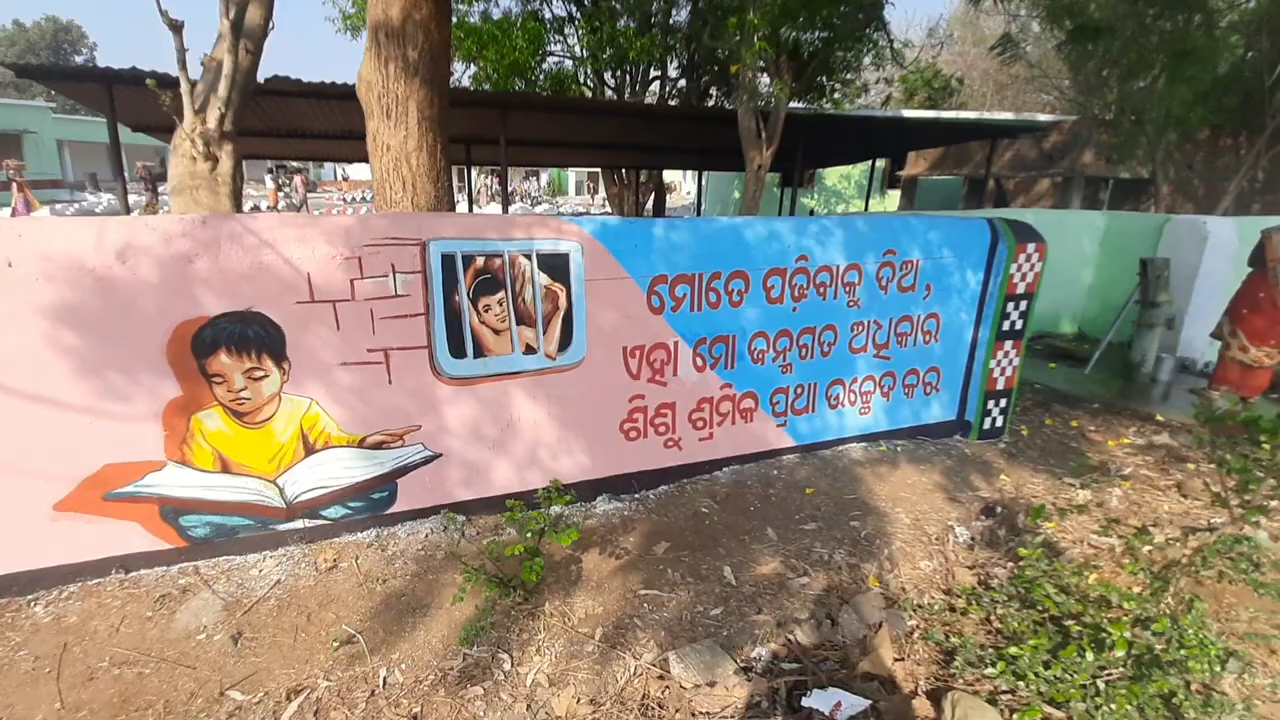 ମୋତେ ପଢ଼ିବାକୁ ଦିଅ,
ଏହା ମୋ ଜନ୍ମଗତ ଅଧିକାର
ଶିଶୁ ଶ୍ରମିକ ପ୍ରଥା ଉଚ୍ଛେଦ କର